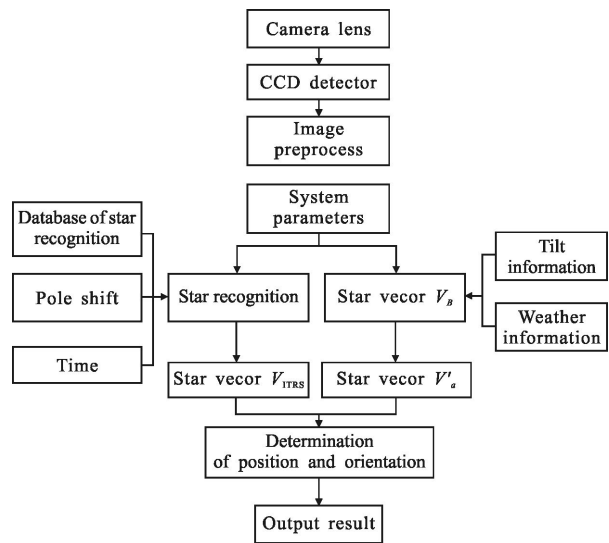 Camera lens
CCD detector
Image
preprocess
System
parameters
Database of star
recognition
Pole shift
Time
Star recognition
Star vecor V_B
Tilt
information
Weather
information
Star vecor V_ITRS
Star vecor V'_a
Determination
of position and orientation
Output result